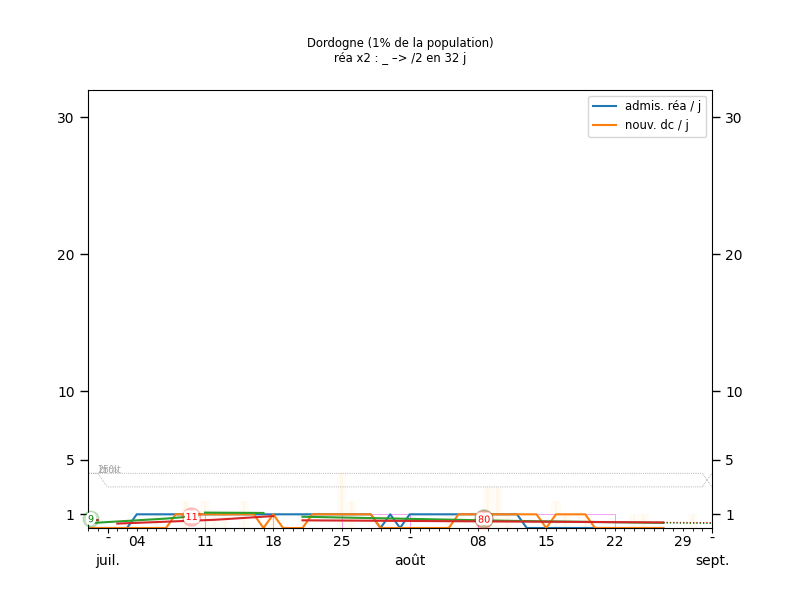 Dordogne (1% de la population)
réa x2 : _ –> /2 en 32 j
admis. réa / j
nouv. dc / j
30 30
20 20
10 10
5 5
1 1
9
11
80
- 04 11 18 25 - 08 15 22 29 -
juil. août sept.